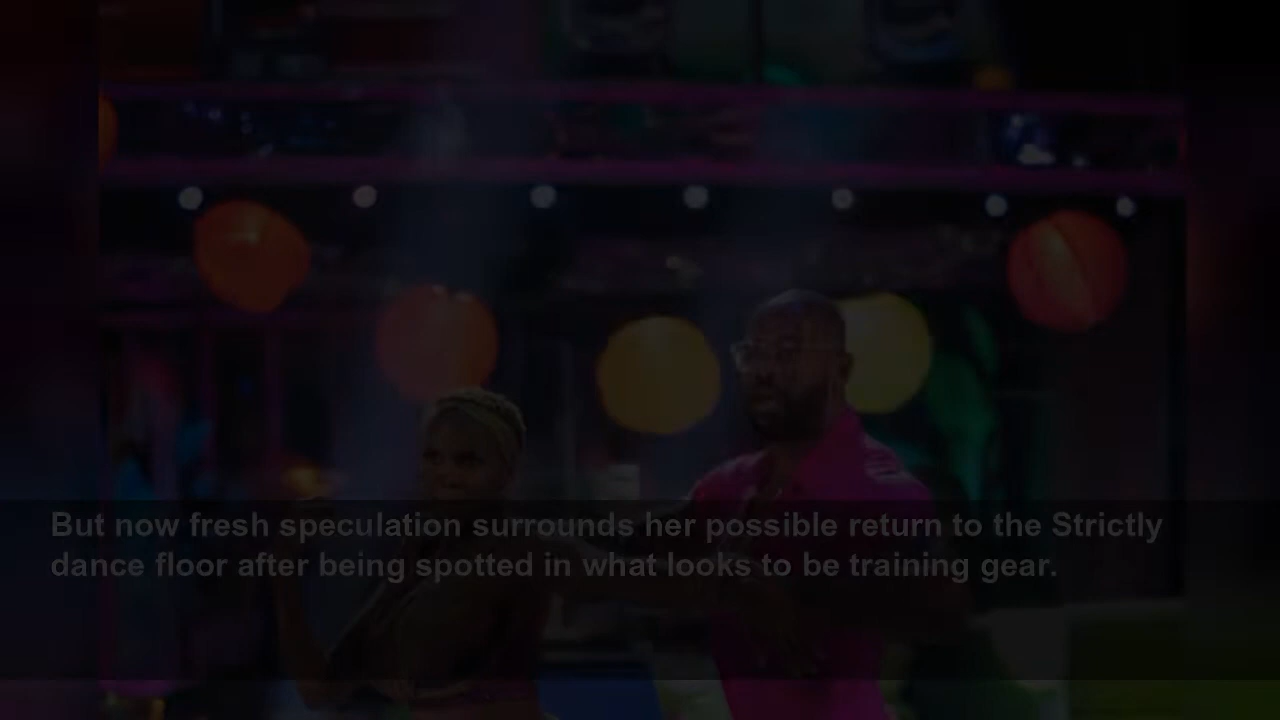 But now fresh speculation surrounds her possible return to the Strictly
dance floor after being spotted in what looks to be training gear.